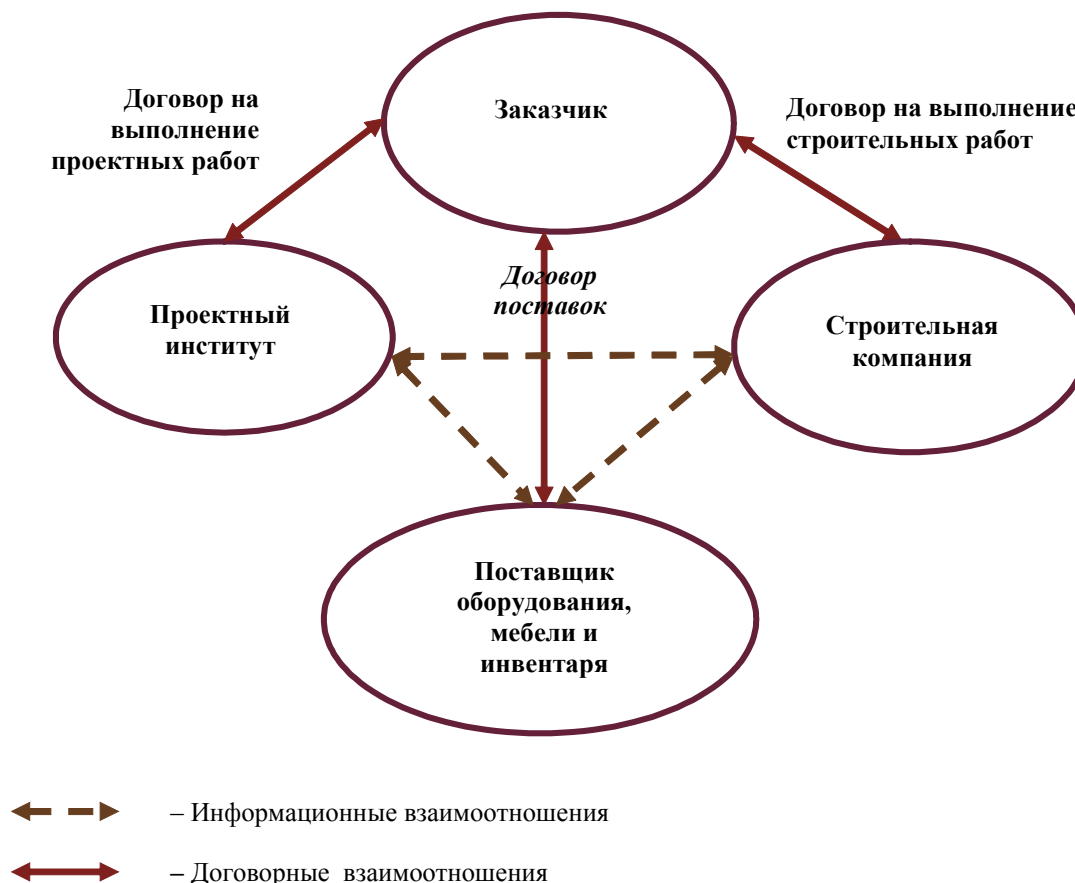 Договор на
выполнение
проектных работ
Заказчик
Договор на выполнение
строительных работ
Договор
поставок
Проектный
институт
Строительная
компания
Поставщик
оборудования,
мебели и
инвентаря
– Информационные взаимоотношения
– Договорные взаимоотношения